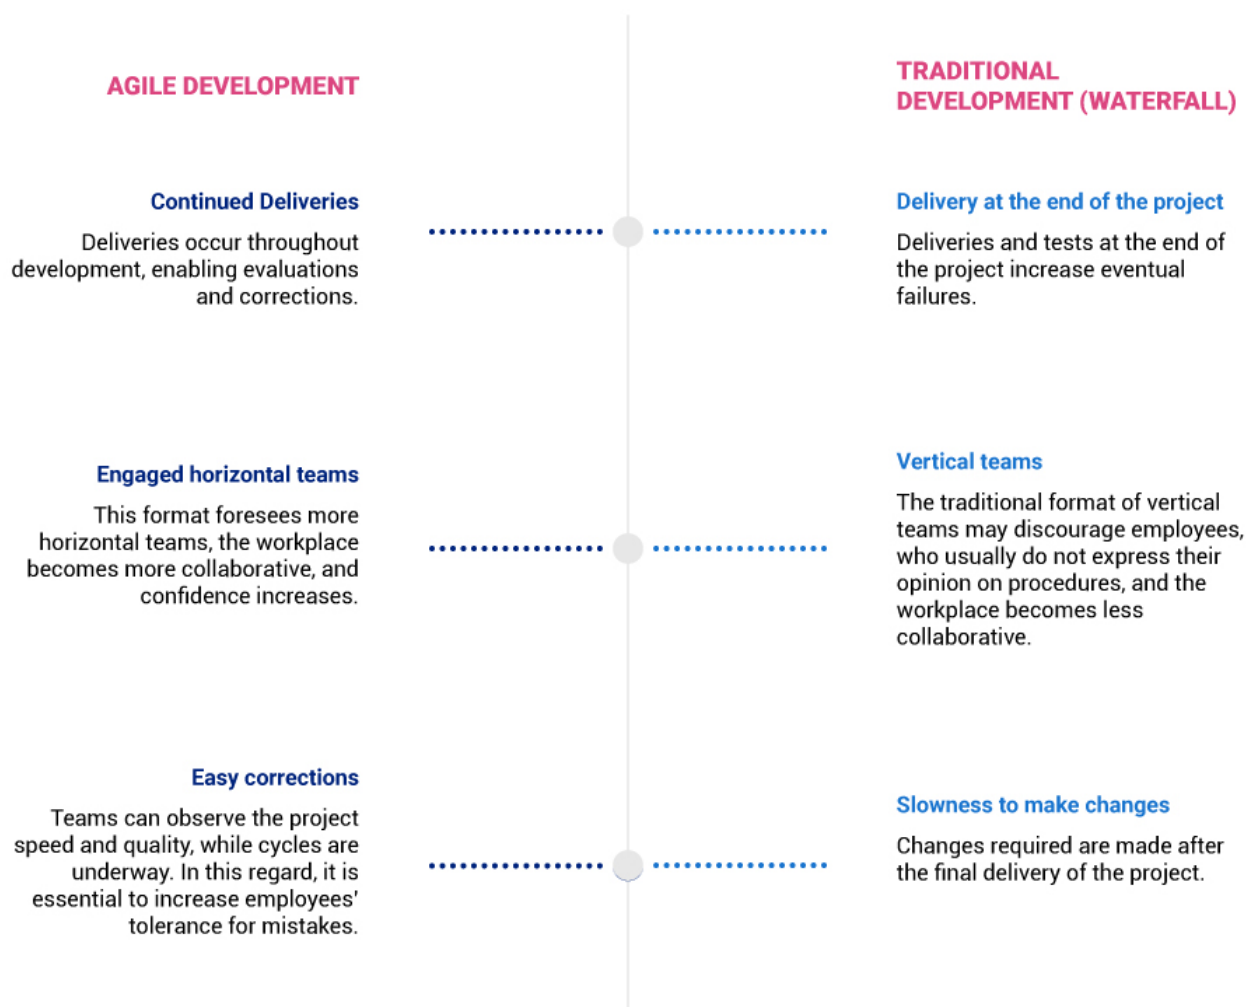 AGILE DEVELOPMENT
TRADITIONAL
DEVELOPMENT (WATERFALL)
Continued Deliveries
Deliveries occur throughout
development, enabling evaluations
and corrections.
Delivery at the end of the project
Deliveries and tests at the end of
the project increase eventual
failures.
Engaged horizontal teams
This format foresees more
horizontal teams, the workplace
becomes more collaborative, and
confidence increases.
Vertical teams
The traditional format of vertical
teams may discourage employees,
who usually do not express their
opinion on procedures, and the
workplace becomes less
collaborative.
Easy corrections
Teams can observe the project
speed and quality, while cycles are
underway. In this regard, it is
essential to increase employees'
tolerance for mistakes.
Slowness to make changes
Changes required are made after
the final delivery of the project.